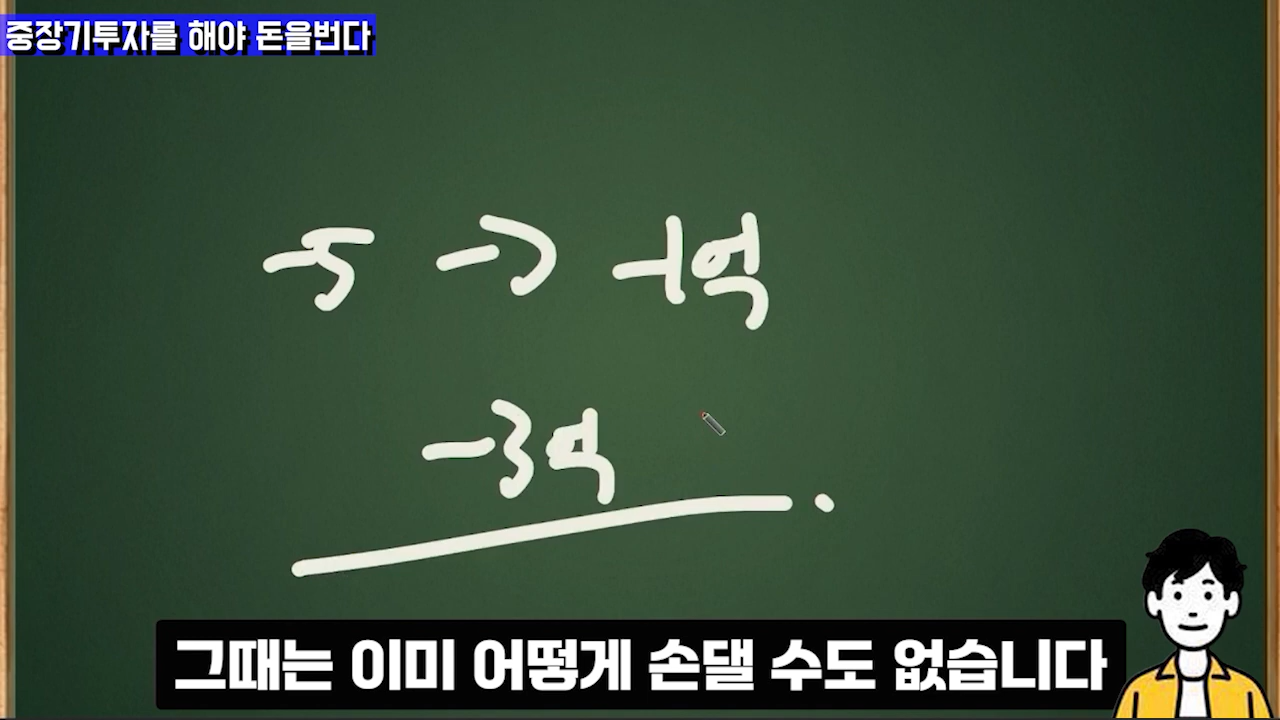 중장기투자를 해야 돈을번다
-5 -> -1억
-3억
그때는 이미 어떻게 손댈 수도 없습니다